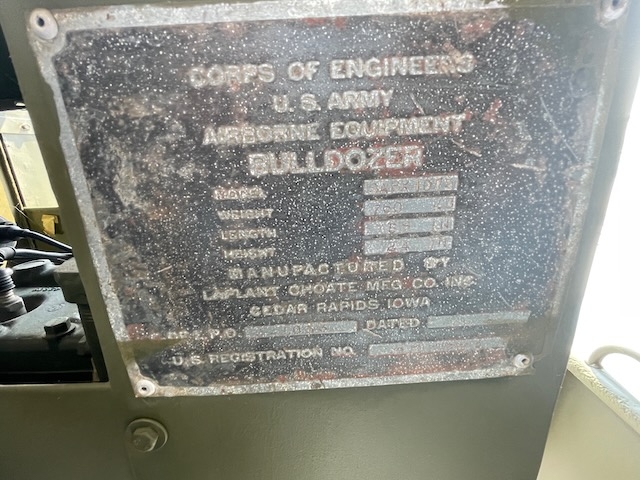 CORPS OF ENGINEERS
U.S. ARMY
AIRBORNE EQUIPMENT
BULLDOZER
MODEL
WEIGHT
LENGTH
HEIGHT
MANUFACTURED BY
LAPLANT CHOATE MFG. CO. INC.
CEDAR RAPIDS IOWA
P.O. DATED
U.S. REGISTRATION NO.